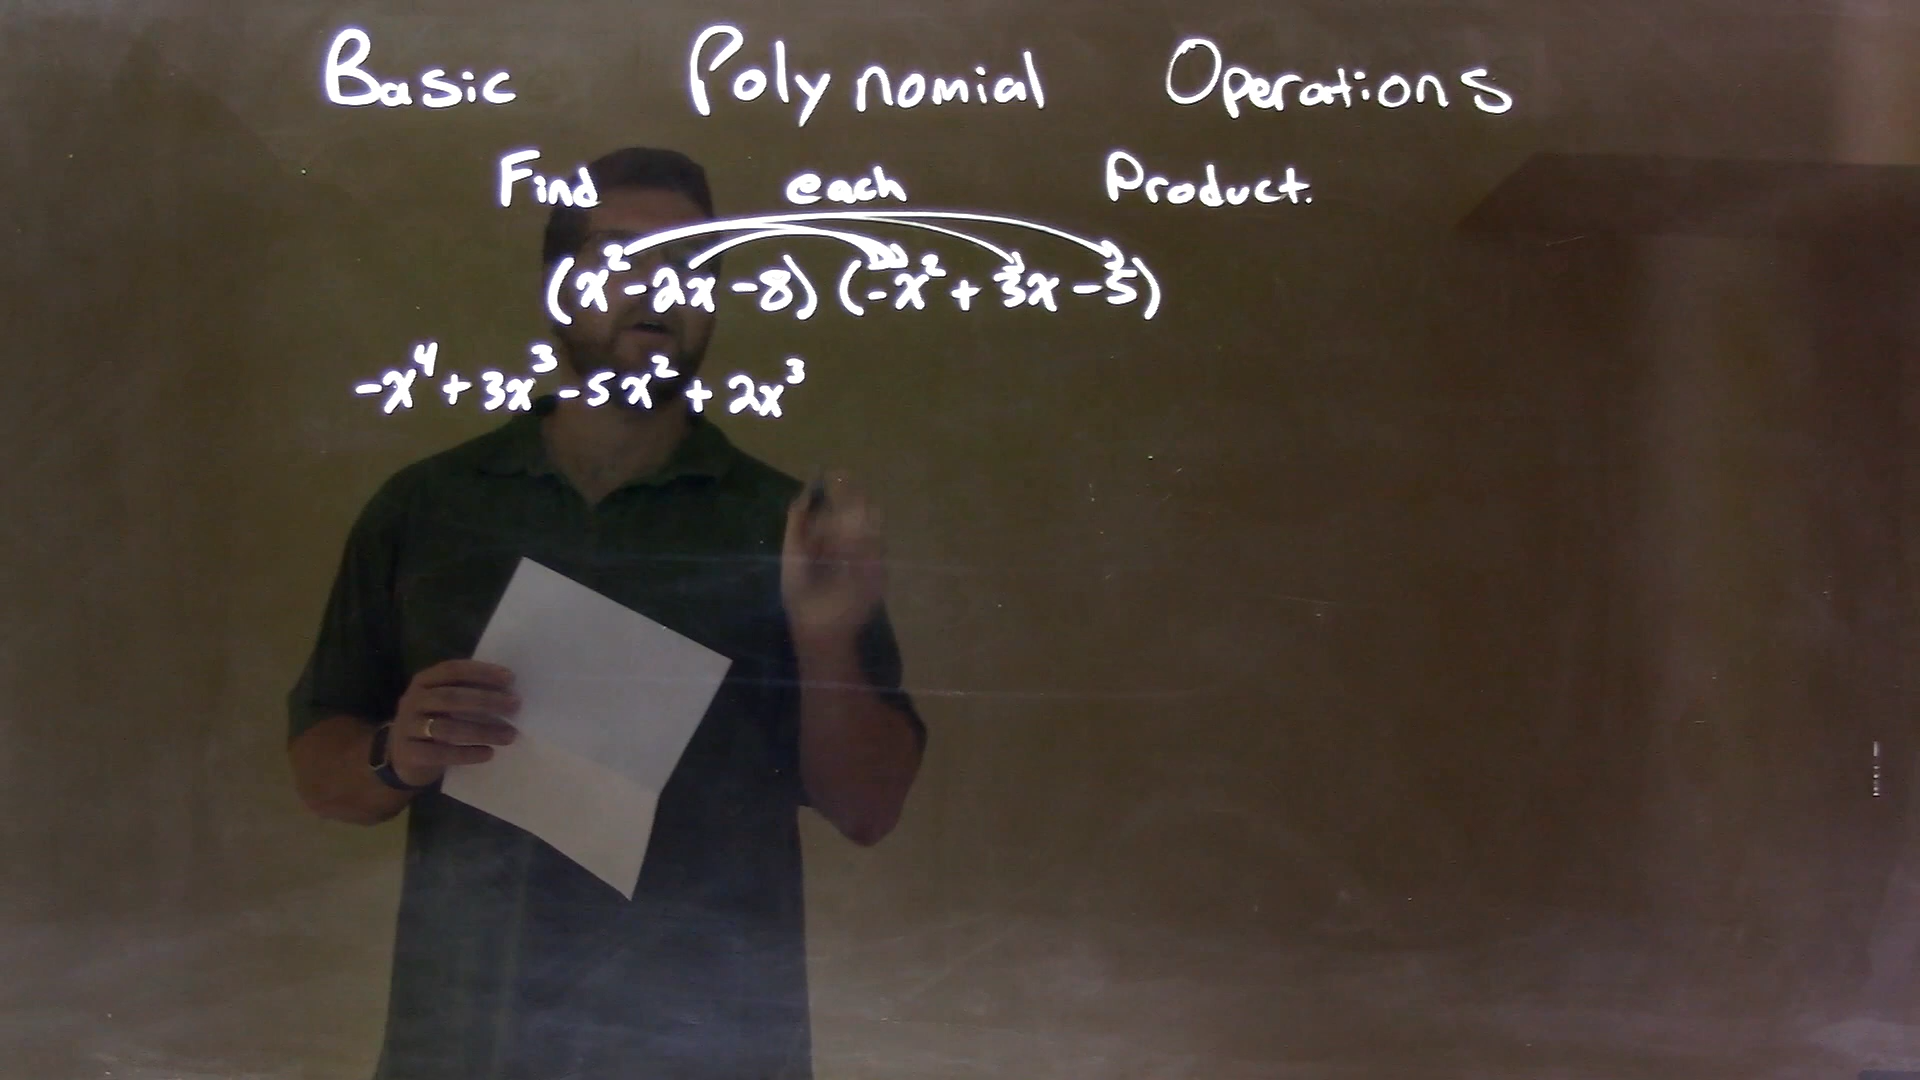 Basic Polynomial Operations
Find each Product.
(x²-2x-8)(-x²+3x-5)
-x⁴+3x³-5x²+2x³